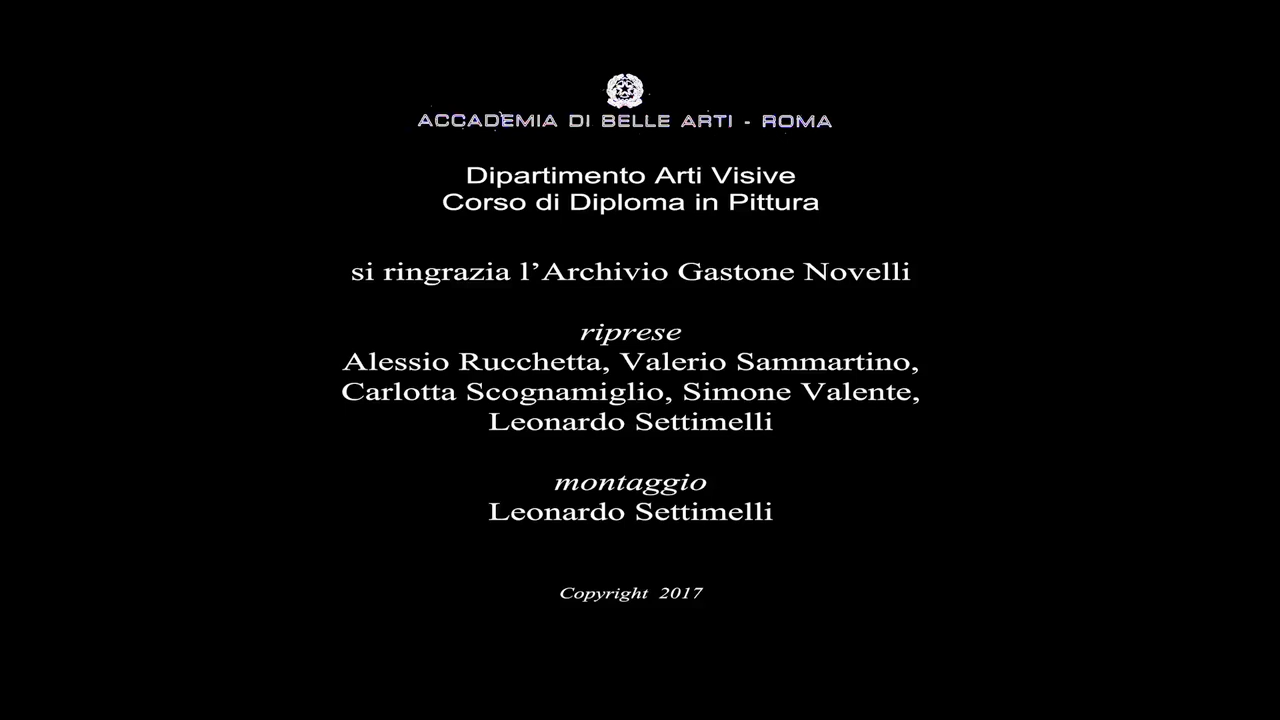 ACCADEMIA DI BELLE ARTI - ROMA
Dipartimento Arti Visive
Corso di Diploma in Pittura
si ringrazia l’Archivio Gastone Novelli
riprese
Alessio Rucchetta, Valerio Sammartino,
Carlotta Scognamiglio, Simone Valente,
Leonardo Settimelli
montaggio
Leonardo Settimelli
Copyright 2017